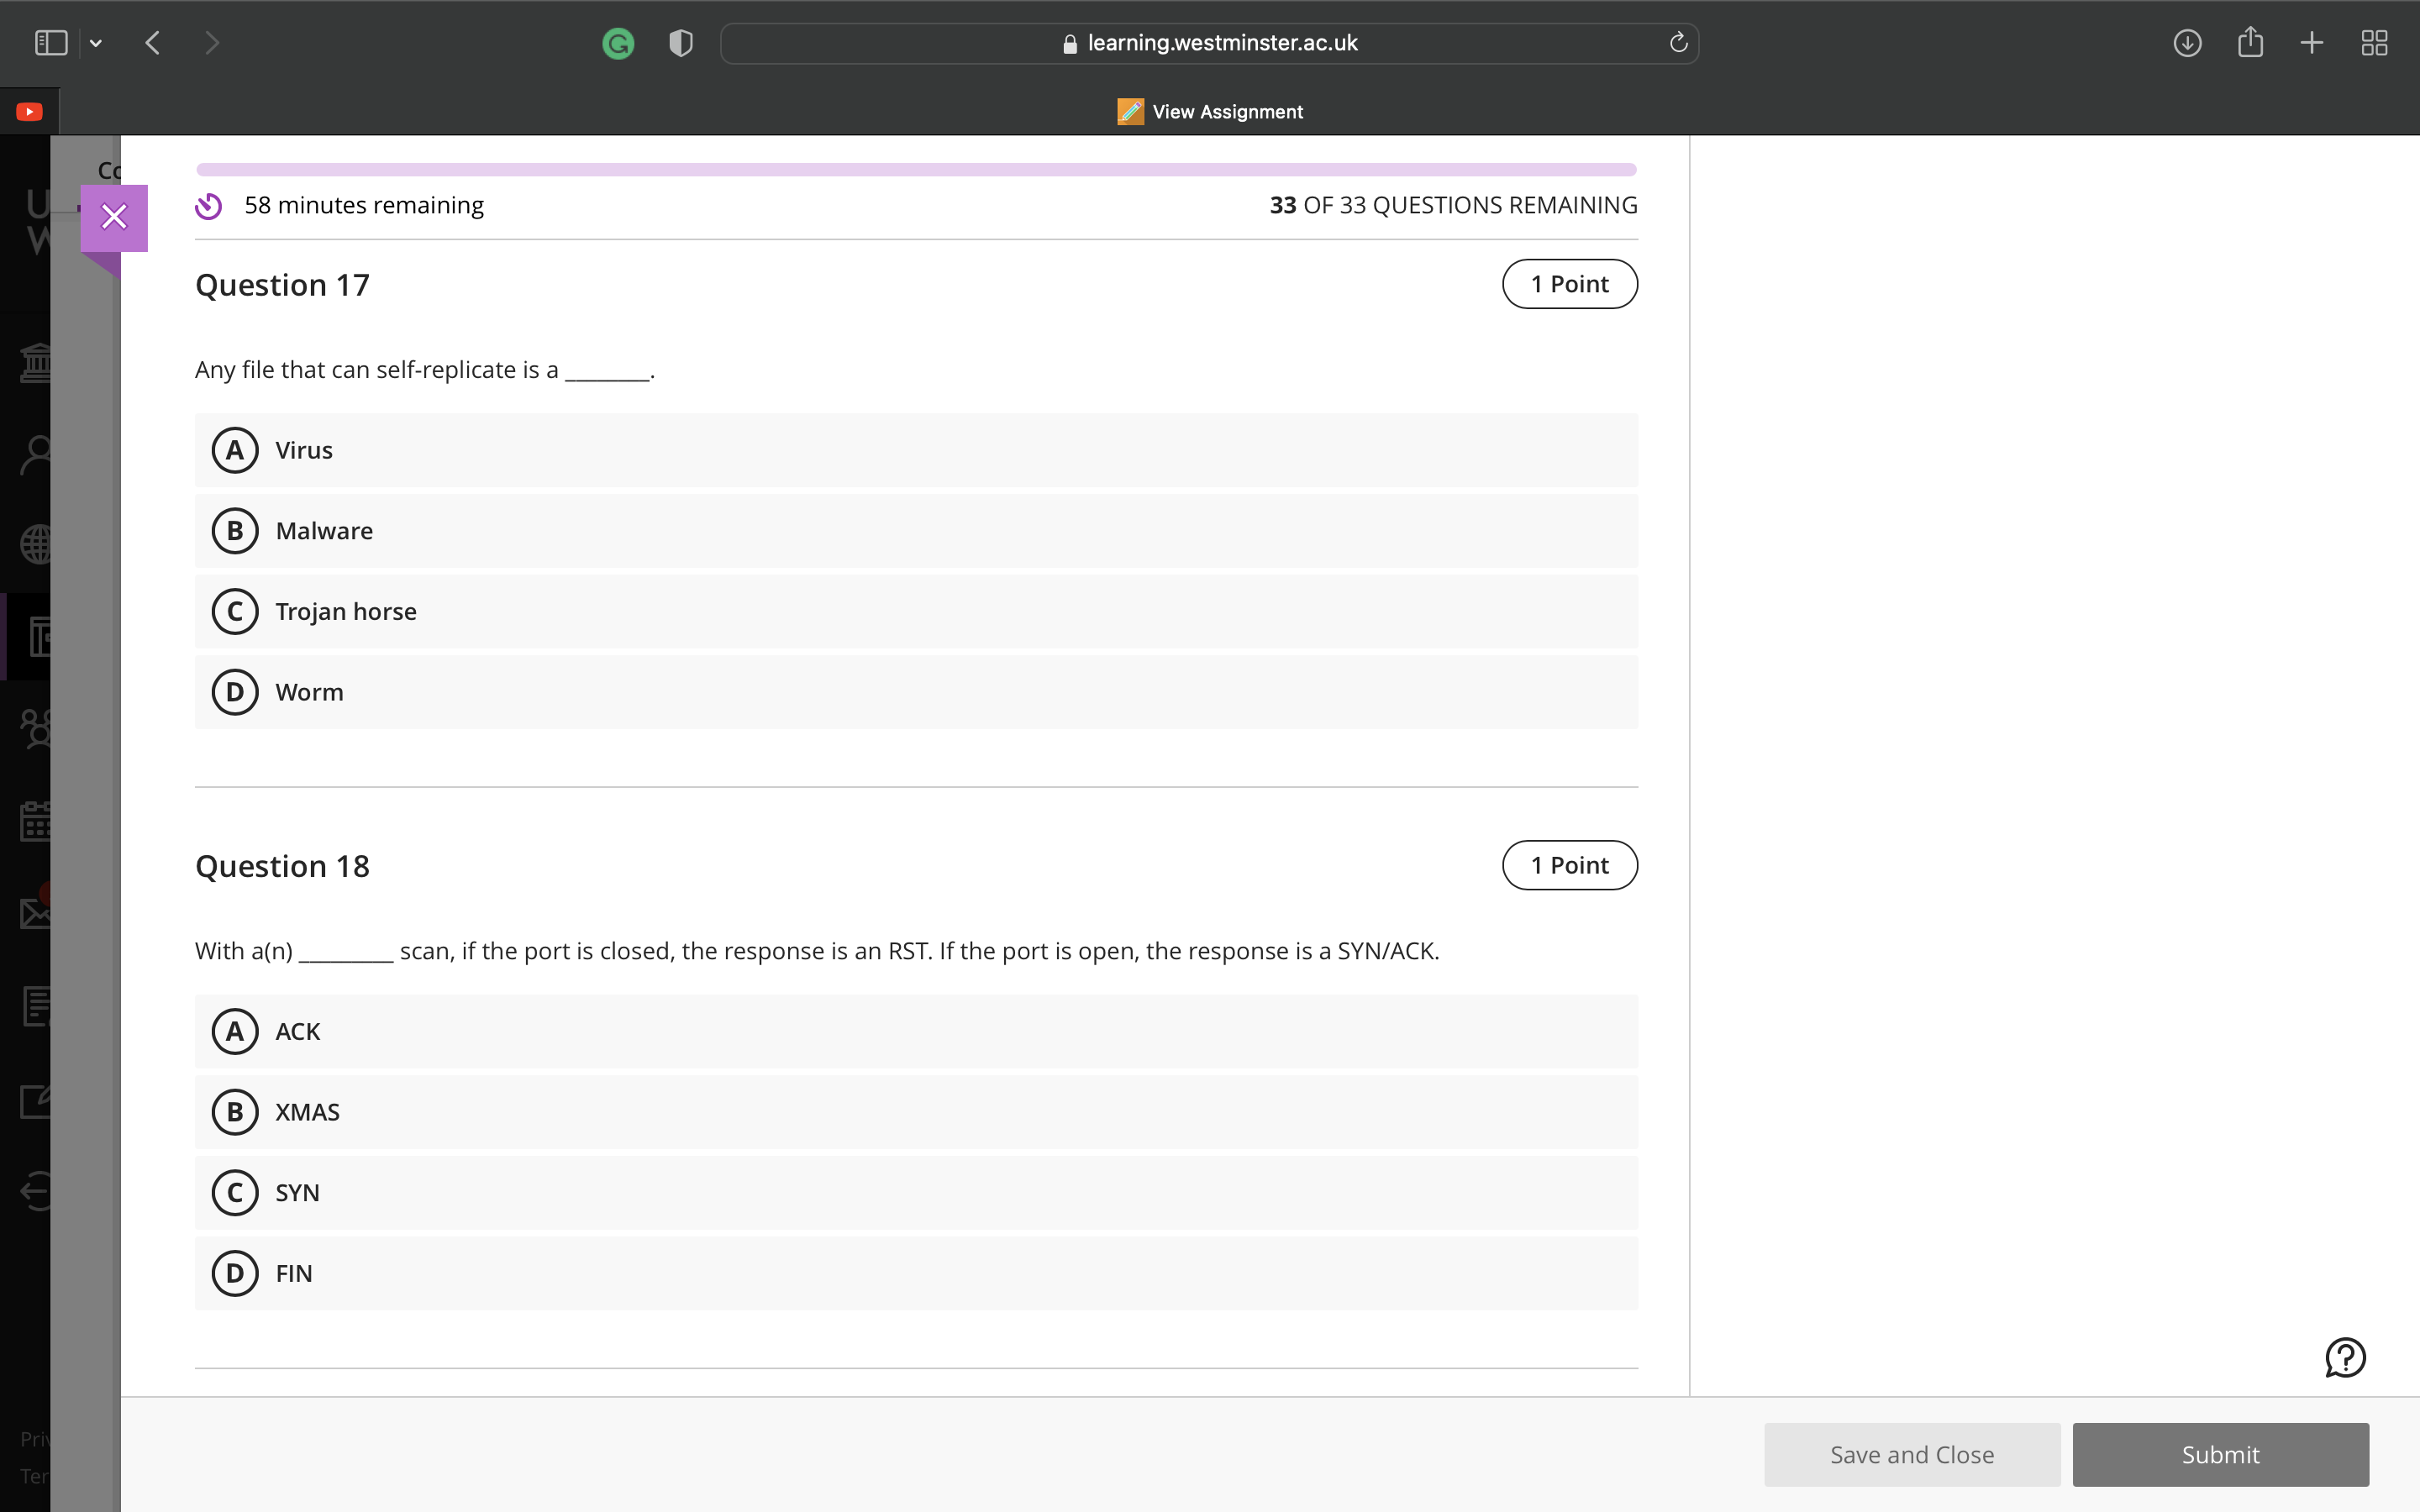 learning.westminster.ac.uk
View Assignment
Co
58 minutes remaining
33 OF 33 QUESTIONS REMAINING
Question 17
1 Point
Any file that can self-replicate is a ________.
A Virus
B Malware
C Trojan horse
D Worm
Question 18
1 Point
With a(n) _________ scan, if the port is closed, the response is an RST. If the port is open, the response is a SYN/ACK.
A ACK
B XMAS
C SYN
D FIN
Save and Close
Submit